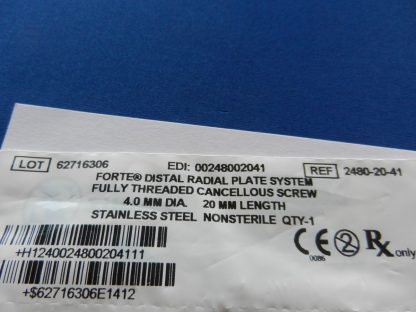 LOT 62716306 EDI: 00248002041 REF 2480-20-41
FORTE® DISTAL RADIAL PLATE SYSTEM
FULLY THREADED CANCELLOUS SCREW
4.0 MM DIA. 20 MM LENGTH
STAINLESS STEEL NONSTERILE QTY-1
CE 0086 2 Rx only
+H1240024800204111
+$62716306E1412